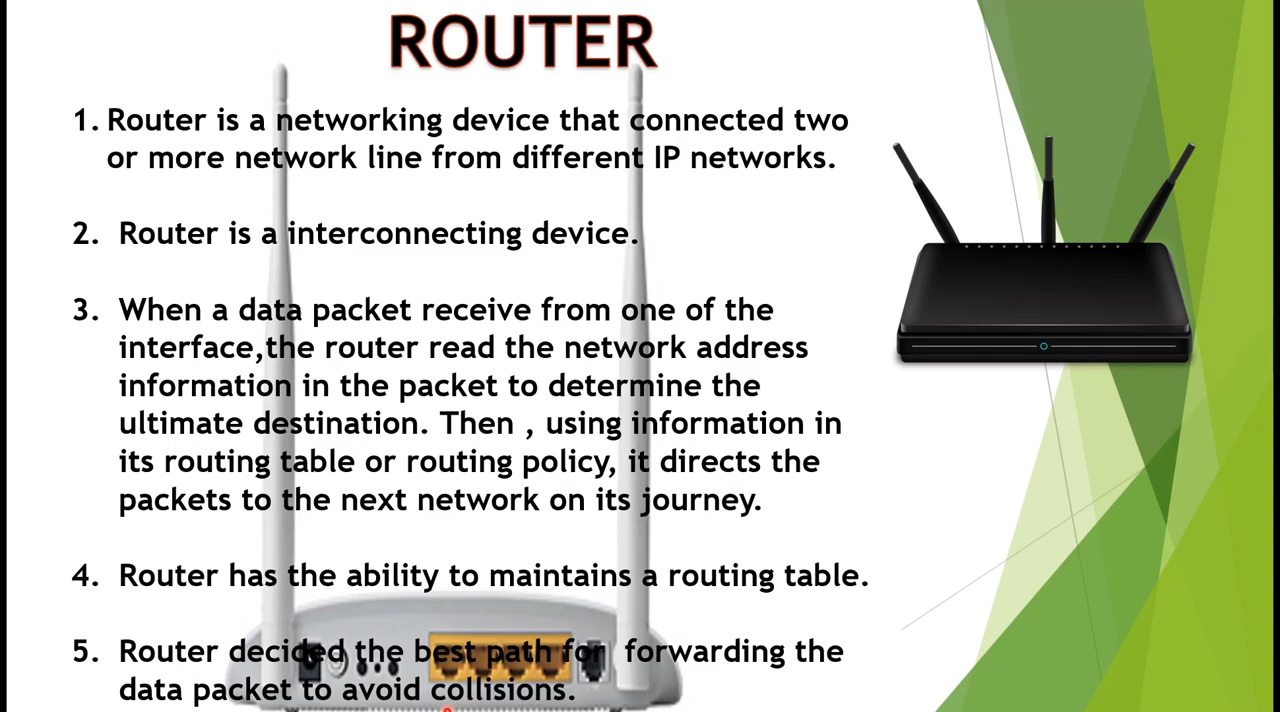 ROUTER
1. Router is a networking device that connected two
or more network line from different IP networks.
2. Router is a interconnecting device.
3. When a data packet receive from one of the
interface,the router read the network address
information in the packet to determine the
ultimate destination. Then , using information in
its routing table or routing policy, it directs the
packets to the next network on its journey.
4. Router has the ability to maintains a routing table.
5. Router decided the best path for forwarding the
data packet to avoid collisions.